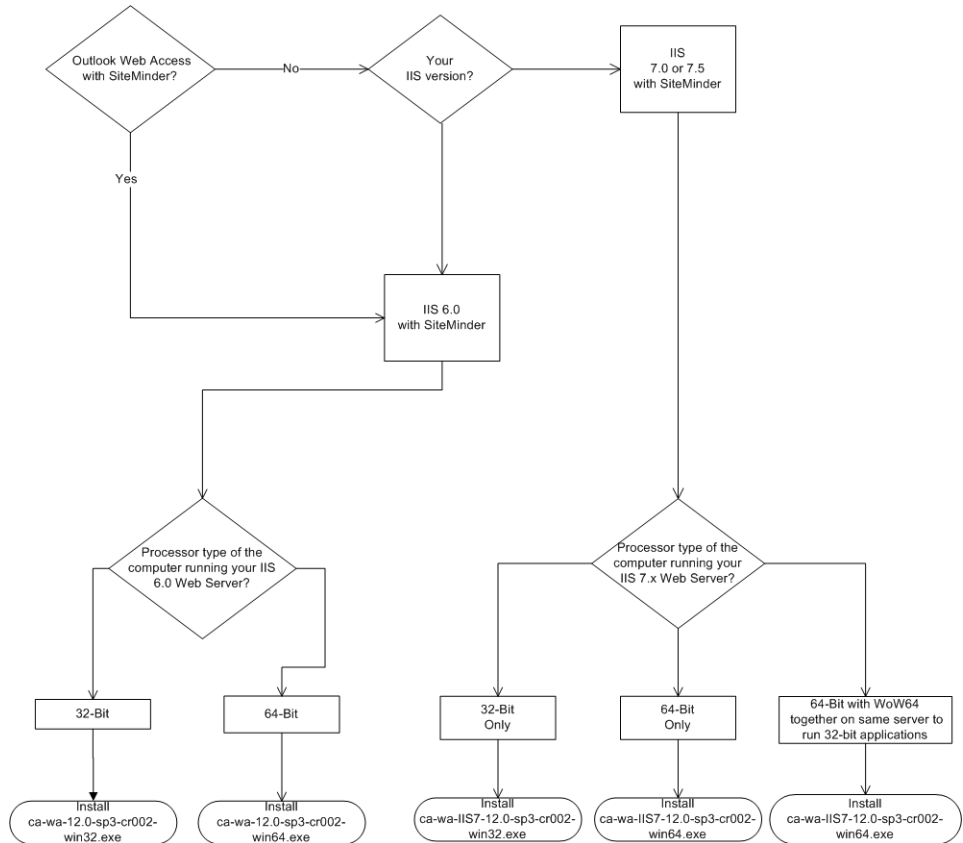 Outlook Web Access
with SiteMinder?
No
Your
IIS version?
IIS
7.0 or 7.5
with SiteMinder
Yes
IIS 6.0
with SiteMinder
Processor type of the
computer running your IIS
6.0 Web Server?
Processor type of the
computer running your
IIS 7.x Web Server?
32-Bit
64-Bit
32-Bit
Only
64-Bit
Only
64-Bit with WoW64
together on same server to
run 32-bit applications
Install
ca-wa-12.0-sp3-cr002-
win32.exe
Install
ca-wa-12.0-sp3-cr002-
win64.exe
Install
ca-wa-IIS7-12.0-sp3-cr002-
win32.exe
Install
ca-wa-IIS7-12.0-sp3-cr002-
win64.exe
Install
ca-wa-IIS7-12.0-sp3-cr002-
win64.exe